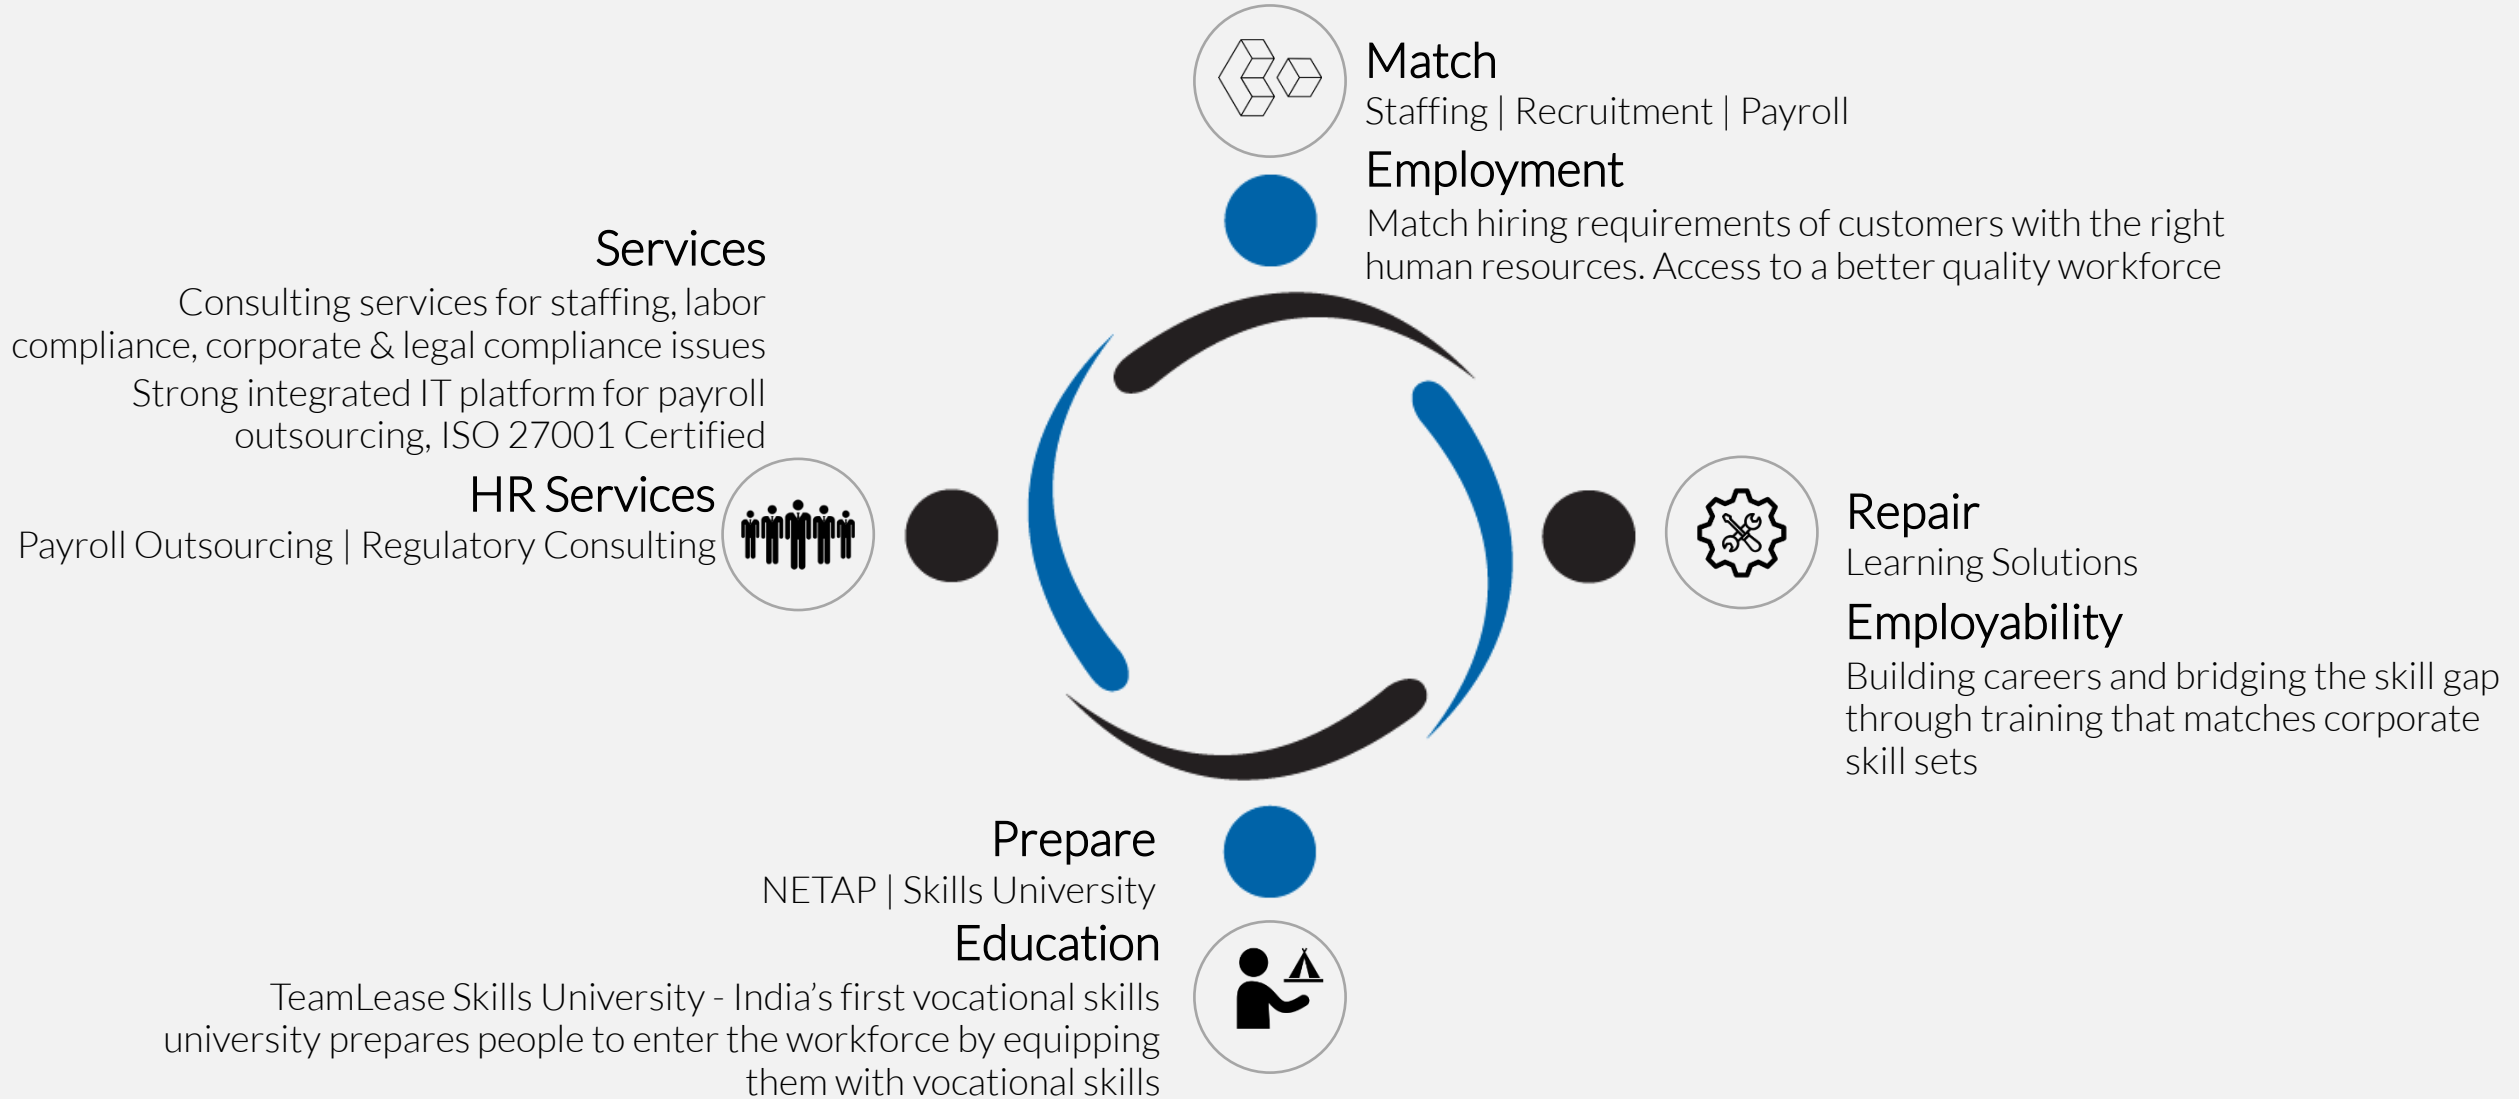 Match
Staffing | Recruitment | Payroll
Employment
Match hiring requirements of customers with the right
human resources. Access to a better quality workforce
Services
Consulting services for staffing, labor
compliance, corporate & legal compliance issues
Strong integrated IT platform for payroll
outsourcing, ISO 27001 Certified
HR Services
Payroll Outsourcing | Regulatory Consulting
Repair
Learning Solutions
Employability
Building careers and bridging the skill gap
through training that matches corporate
skill sets
Prepare
NETAP | Skills University
Education
TeamLease Skills University - India’s first vocational skills
university prepares people to enter the workforce by equipping
them with vocational skills